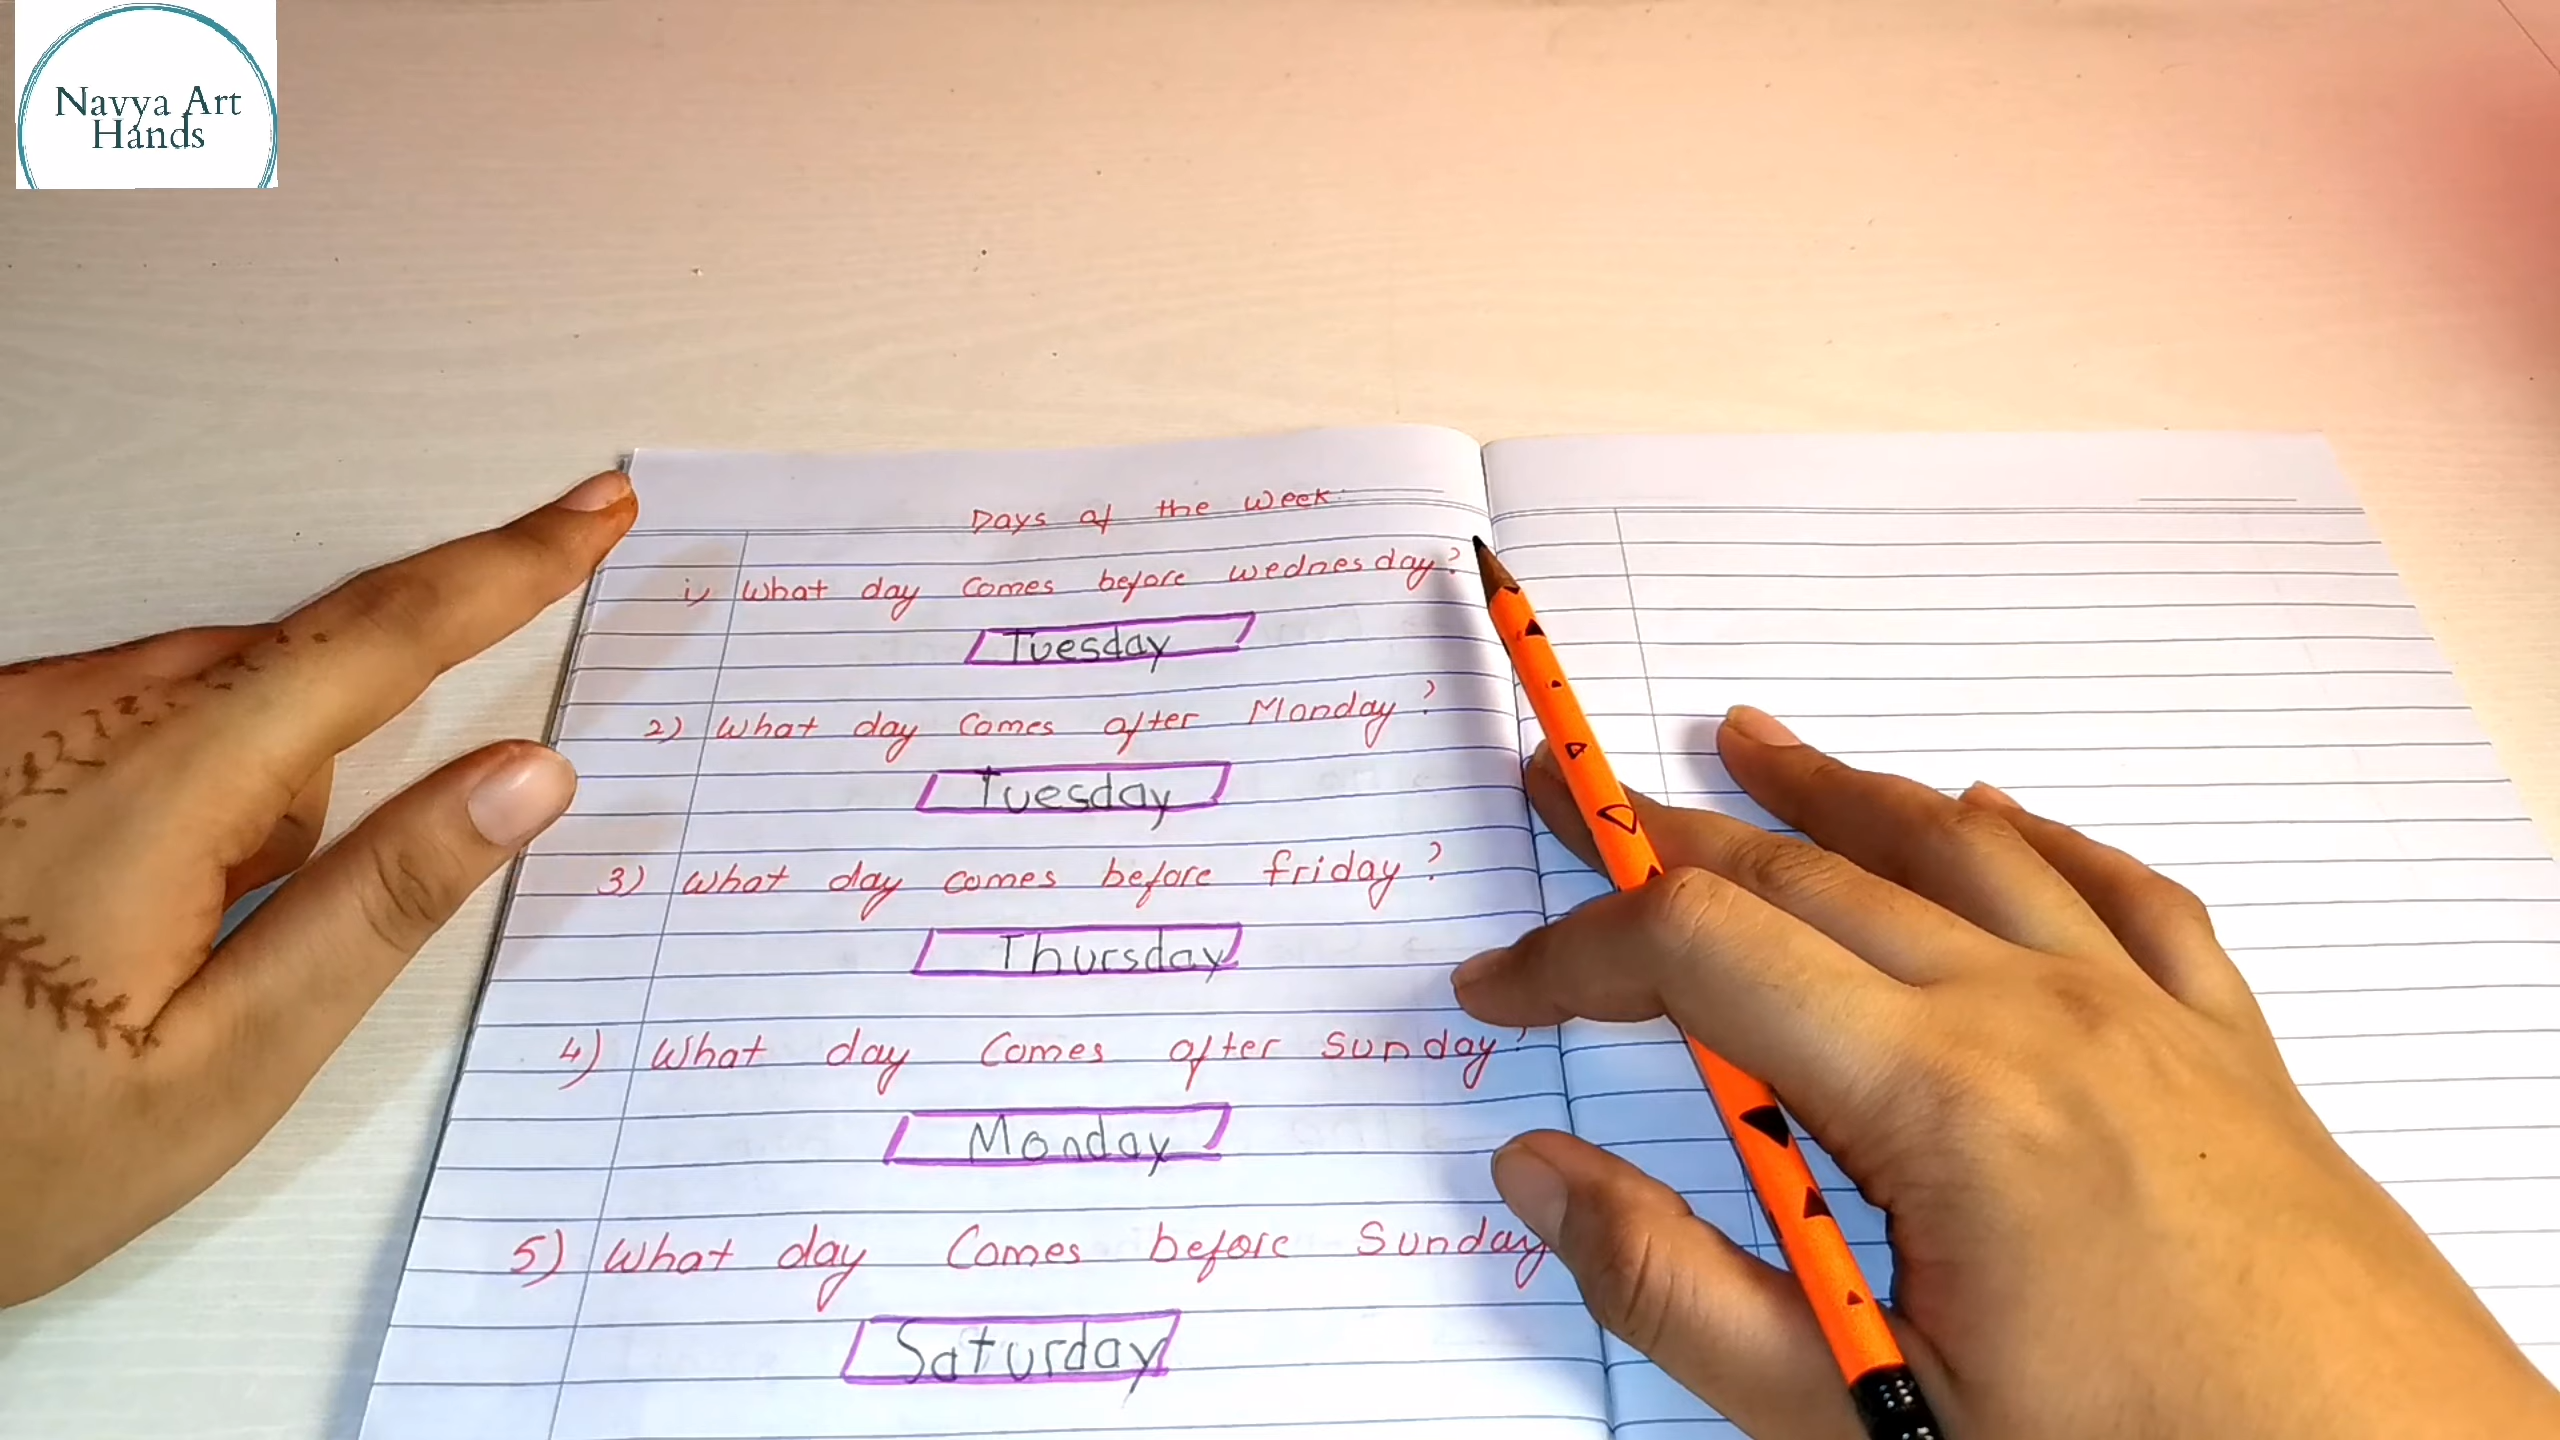 Navya Art
Hands
Days of the week.
1) What day comes before wednesday?
Tuesday
2) What day comes after Monday?
Tuesday
3) What day comes before friday?
Thursday
4) What day comes after sunday?
Monday
5) What day comes before Sunday
Saturday